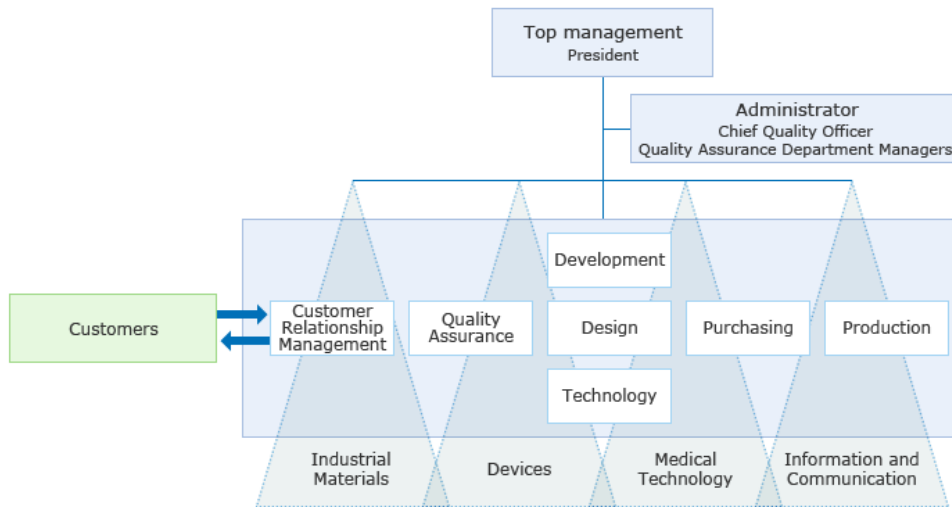 Top management
President
Administrator
Chief Quality Officer
Quality Assurance Department Managers
Development
Customers
Customer
Relationship
Management
Quality
Assurance
Design
Purchasing
Production
Technology
Industrial
Materials
Devices
Medical
Technology
Information and
Communication